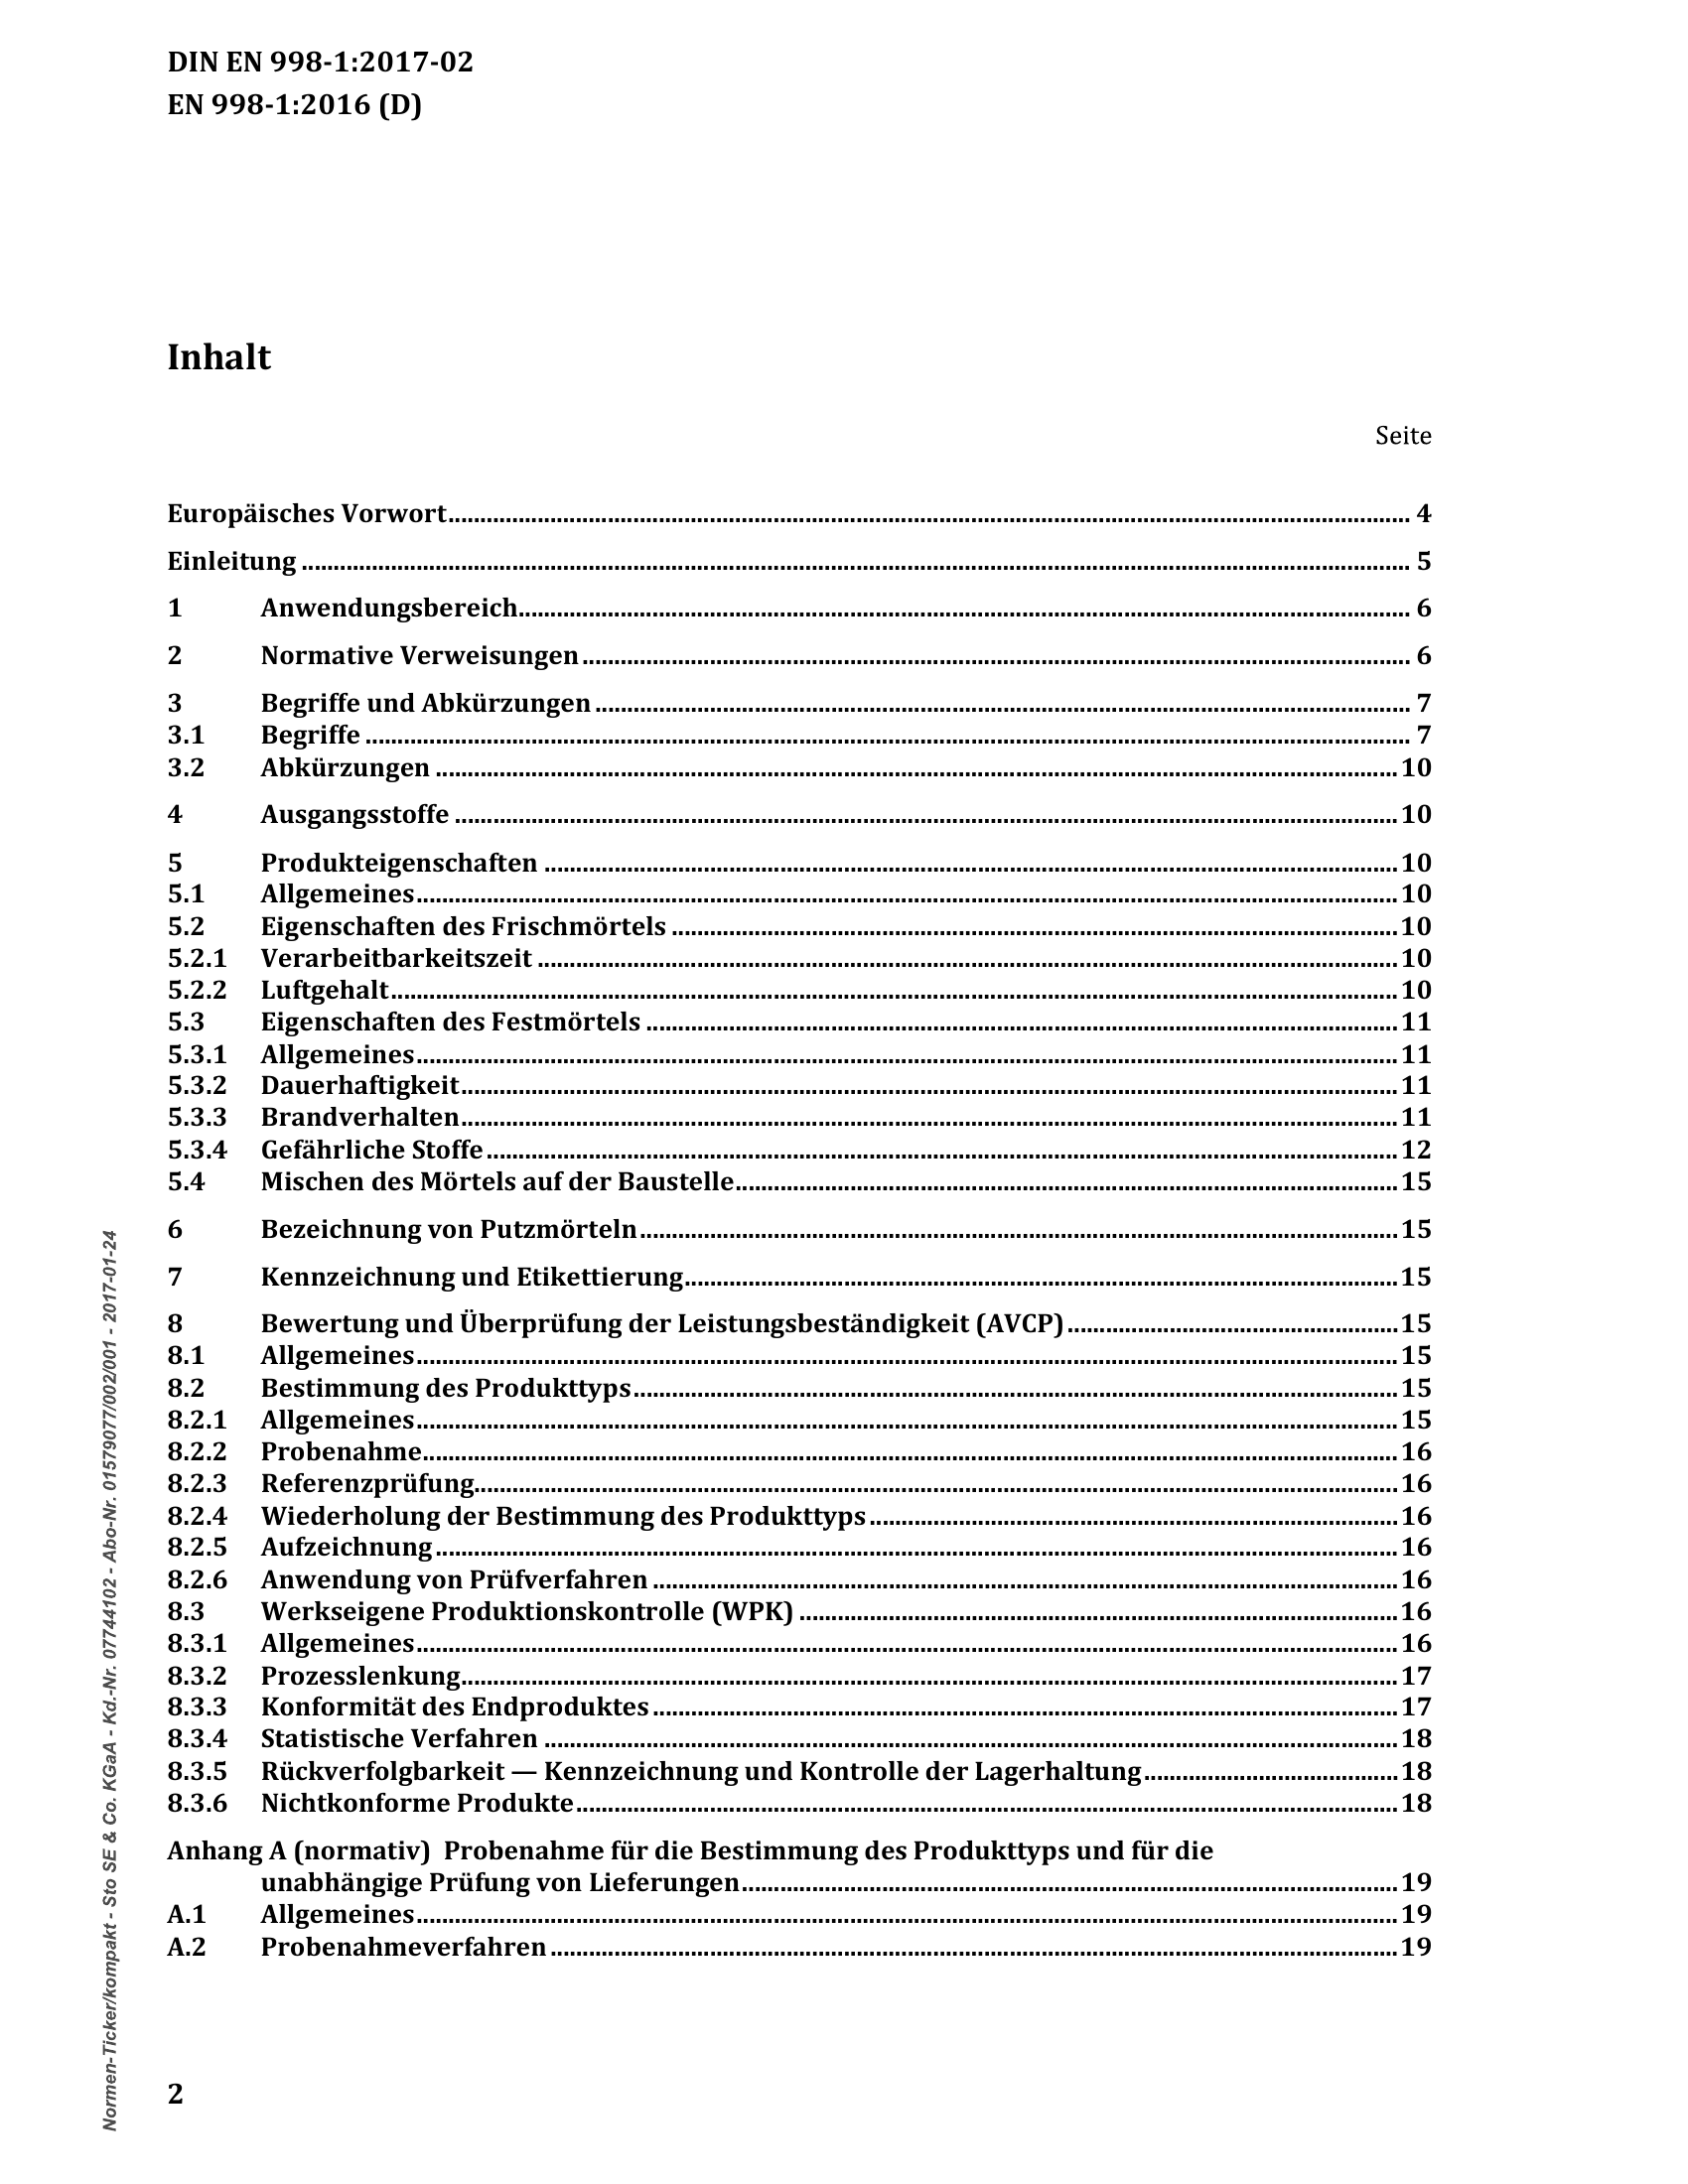 DIN EN 998-1:2017-02
EN 998-1:2016 (D)
Inhalt
Seite
Europäisches Vorwort 4
Einleitung 5
1 Anwendungsbereich 6
2 Normative Verweisungen 6
3 Begriffe und Abkürzungen 7
3.1 Begriffe 7
3.2 Abkürzungen 10
4 Ausgangsstoffe 10
5 Produkteigenschaften 10
5.1 Allgemeines 10
5.2 Eigenschaften des Frischmörtels 10
5.2.1 Verarbeitbarkeitszeit 10
5.2.2 Luftgehalt 10
5.3 Eigenschaften des Festmörtels 11
5.3.1 Allgemeines 11
5.3.2 Dauerhaftigkeit 11
5.3.3 Brandverhalten 11
5.3.4 Gefährliche Stoffe 12
5.4 Mischen des Mörtels auf der Baustelle 15
6 Bezeichnung von Putzmörteln 15
7 Kennzeichnung und Etikettierung 15
8 Bewertung und Überprüfung der Leistungsbeständigkeit (AVCP) 15
8.1 Allgemeines 15
8.2 Bestimmung des Produkttyps 15
8.2.1 Allgemeines 15
8.2.2 Probenahme 16
8.2.3 Referenzprüfung 16
8.2.4 Wiederholung der Bestimmung des Produkttyps 16
8.2.5 Aufzeichnung 16
8.2.6 Anwendung von Prüfverfahren 16
8.3 Werkseigene Produktionskontrolle (WPK) 16
8.3.1 Allgemeines 16
8.3.2 Prozesslenkung 17
8.3.3 Konformität des Endproduktes 17
8.3.4 Statistische Verfahren 18
8.3.5 Rückverfolgbarkeit — Kennzeichnung und Kontrolle der Lagerhaltung 18
8.3.6 Nichtkonforme Produkte 18
Anhang A (normativ) Probenahme für die Bestimmung des Produkttyps und für die
unabhängige Prüfung von Lieferungen 19
A.1 Allgemeines 19
A.2 Probenahmeverfahren 19
2
Normen-Ticker/kompakt - Sto SE & Co. KGaA - Kd.-Nr. 07744102 - Abo-Nr. 01579077/002/001 - 2017-01-24